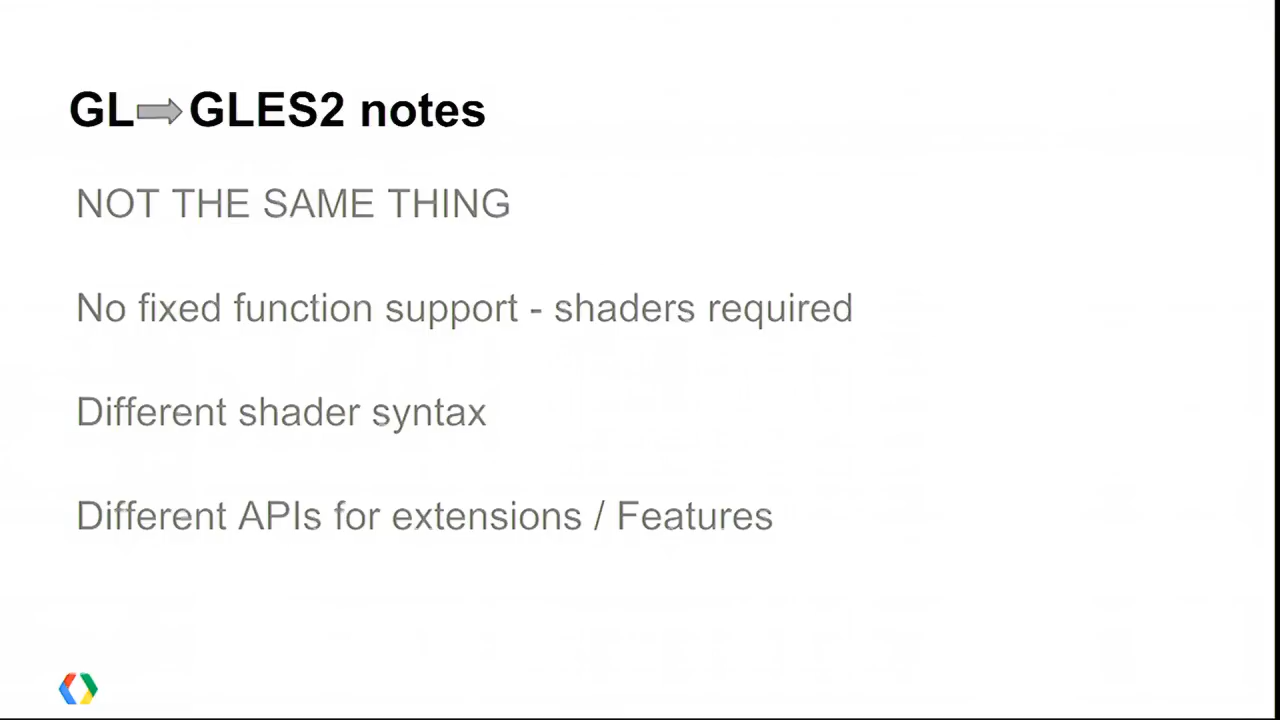 GL➡GLES2 notes
NOT THE SAME THING
No fixed function support - shaders required
Different shader syntax
Different APIs for extensions / Features